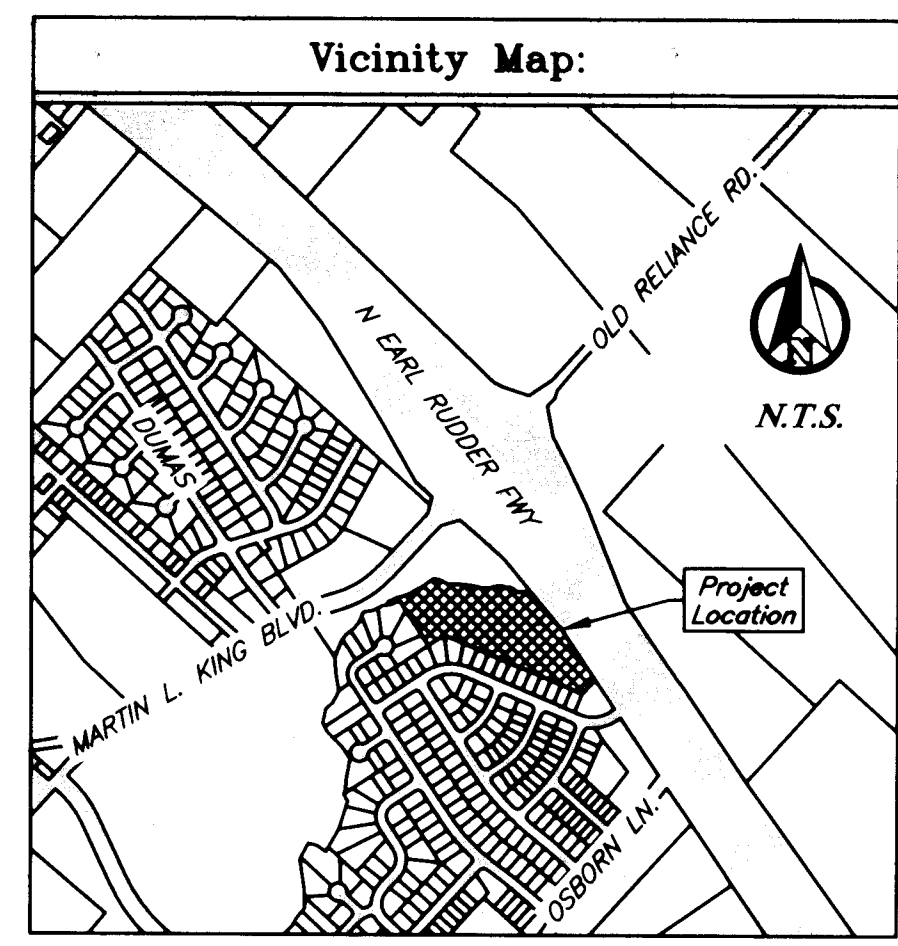 Vicinity Map:
OLD RELIANCE RD.
N EARL RUDDER FWY
N
N.T.S.
DUMAS
Project
Location
MARTIN L. KING BLVD.
OSBORN LN.